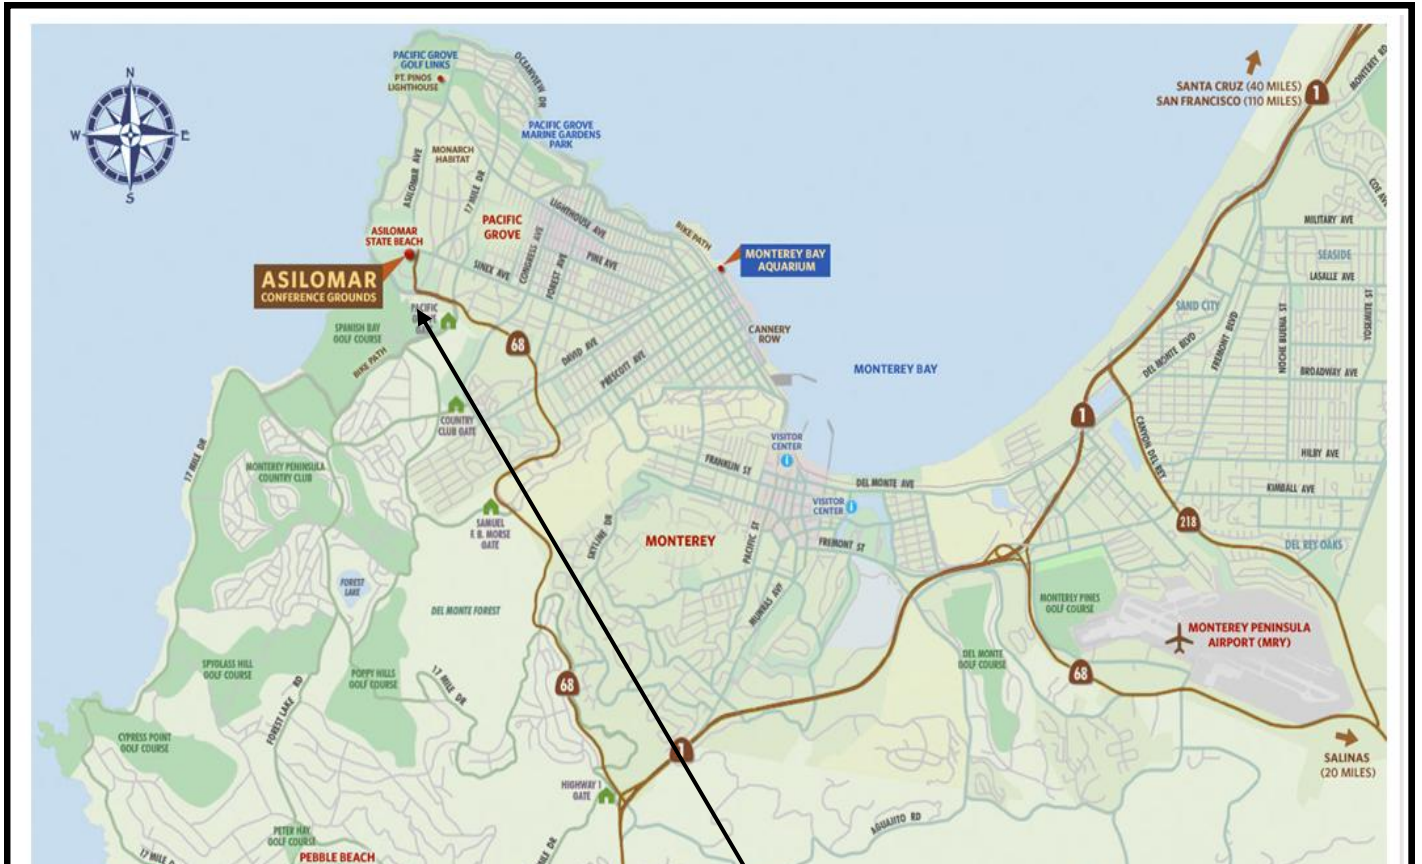 PACIFIC GROVE
GOLF LINKS
PT. PINOS
LIGHTHOUSE
OCEANVIEW DR
SANTA CRUZ (40 MILES)
SAN FRANCISCO (110 MILES)
1
MONTEREY RD
N
W
E
S
PACIFIC GROVE
MARINE GARDENS
PARK
MONARCH
HABITAT
ASILOMAR AVE
17 MILE DR
COE AVE
LIGHTHOUSE AVE
MILITARY AVE
PACIFIC
GROVE
ASILOMAR
STATE BEACH
BIKE PATH
MONTEREY BAY
AQUARIUM
SEASIDE
LASALLE AVE
SINEX AVE
CONGRESS AVE
FOREST AVE
PINE AVE
ASILOMAR
CONFERENCE GROUNDS
PACIFIC
SAND CITY
YOSEMITE ST
SPANISH BAY
GOLF COURSE
BIKE PATH
68
DAVID AVE
PRESCOTT AVE
CANNERY
ROW
MONTEREY BAY
DEL MONTE BLVD
FREMONT BLVD
NOCHE BUENA ST
BROADWAY AVE
COUNTRY
CLUB GATE
1
CANYON DEL REY
17 MILE DR
MONTEREY PENINSULA
COUNTRY CLUB
VISITOR
CENTER
FRANKLIN ST
DEL MONTE AVE
HILBY AVE
KIMBALL AVE
VISITOR
CENTER
SAMUEL
F. B. MORSE
GATE
SKYLINE DR
MONTEREY
PACIFIC ST
FREMONT ST
218
DEL REY OAKS
FOREST
LAKE
DEL MONTE FOREST
MUNRAS AVE
MONTEREY PINES
GOLF COURSE
MONTEREY PENINSULA
AIRPORT (MRY)
SPYGLASS HILL
GOLF COURSE
POPPY HILLS
GOLF COURSE
17 MILE DR
68
DEL MONTE
GOLF COURSE
68
FOREST LAKE RD
CYPRESS POINT
GOLF COURSE
1
SALINAS
(20 MILES)
HIGHWAY 1
GATE
AGUAJITO RD
PETER HAY
GOLF COURSE
17 MILE
PEBBLE BEACH
MILE DR